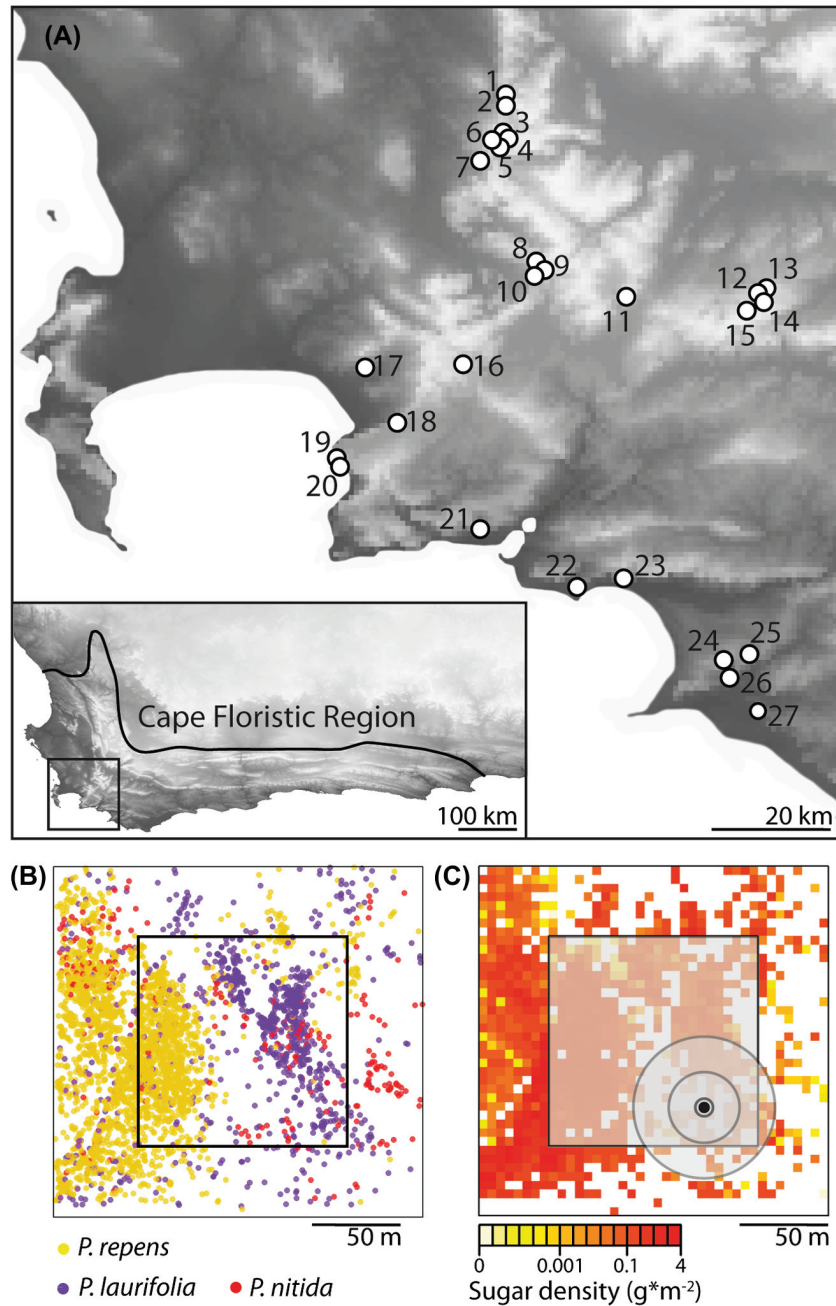 (A)
1
2
3
6
4
7
5
8
9
10
11
13
12
14
15
17
16
18
19
20
21
22
23
24
25
26
27
Cape Floristic Region
100 km
20 km
(B)
(C)
50 m
50 m
P. repens
P. laurifolia
P. nitida
0
0.001
0.1
4
Sugar density (g*m-2)